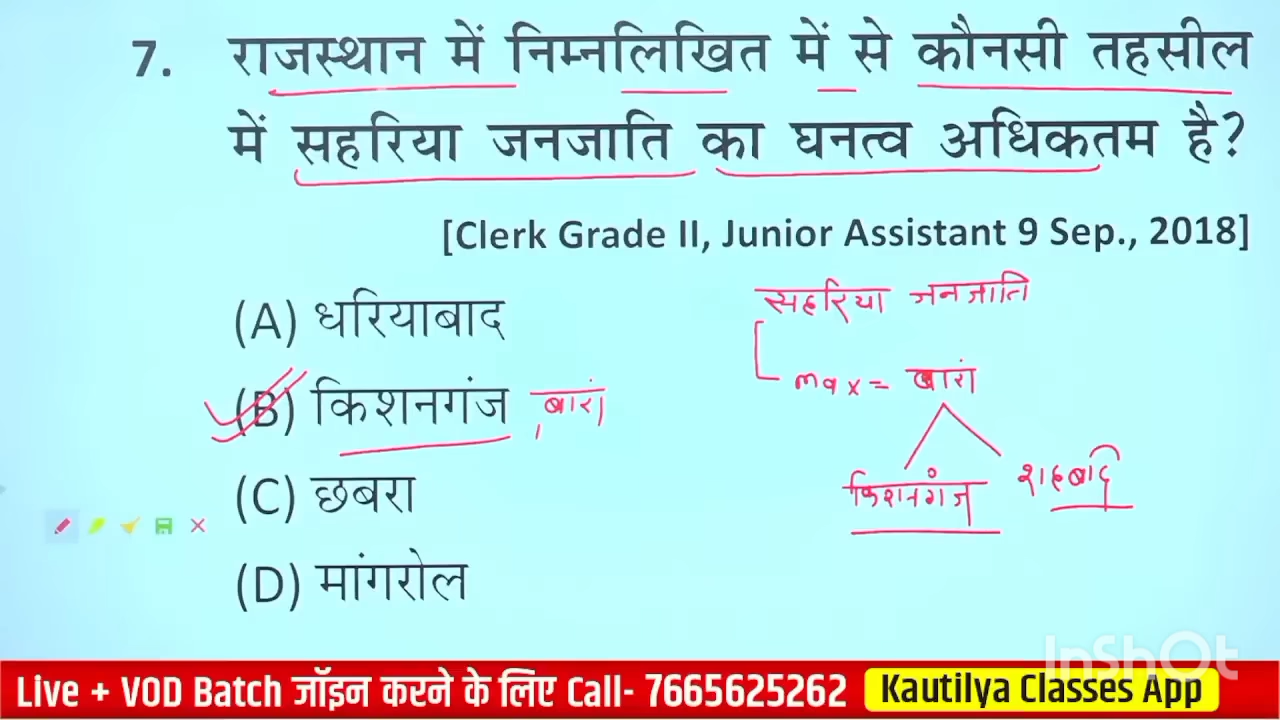 7. राजस्थान में निम्नलिखित में से कौनसी तहसील
में सहरिया जनजाति का घनत्व अधिकतम है?
[Clerk Grade II, Junior Assistant 9 Sep., 2018]
(A) धरियाबाद
(B) किशनगंज , बारां
(C) छबरा
(D) मांगरोल
सहरिया जनजाति
max = बारां
किशनगंज शाहबाद
InShOt
Live + VOD Batch जॉइन करने के लिए Call- 7665625262 Kautilya Classes App